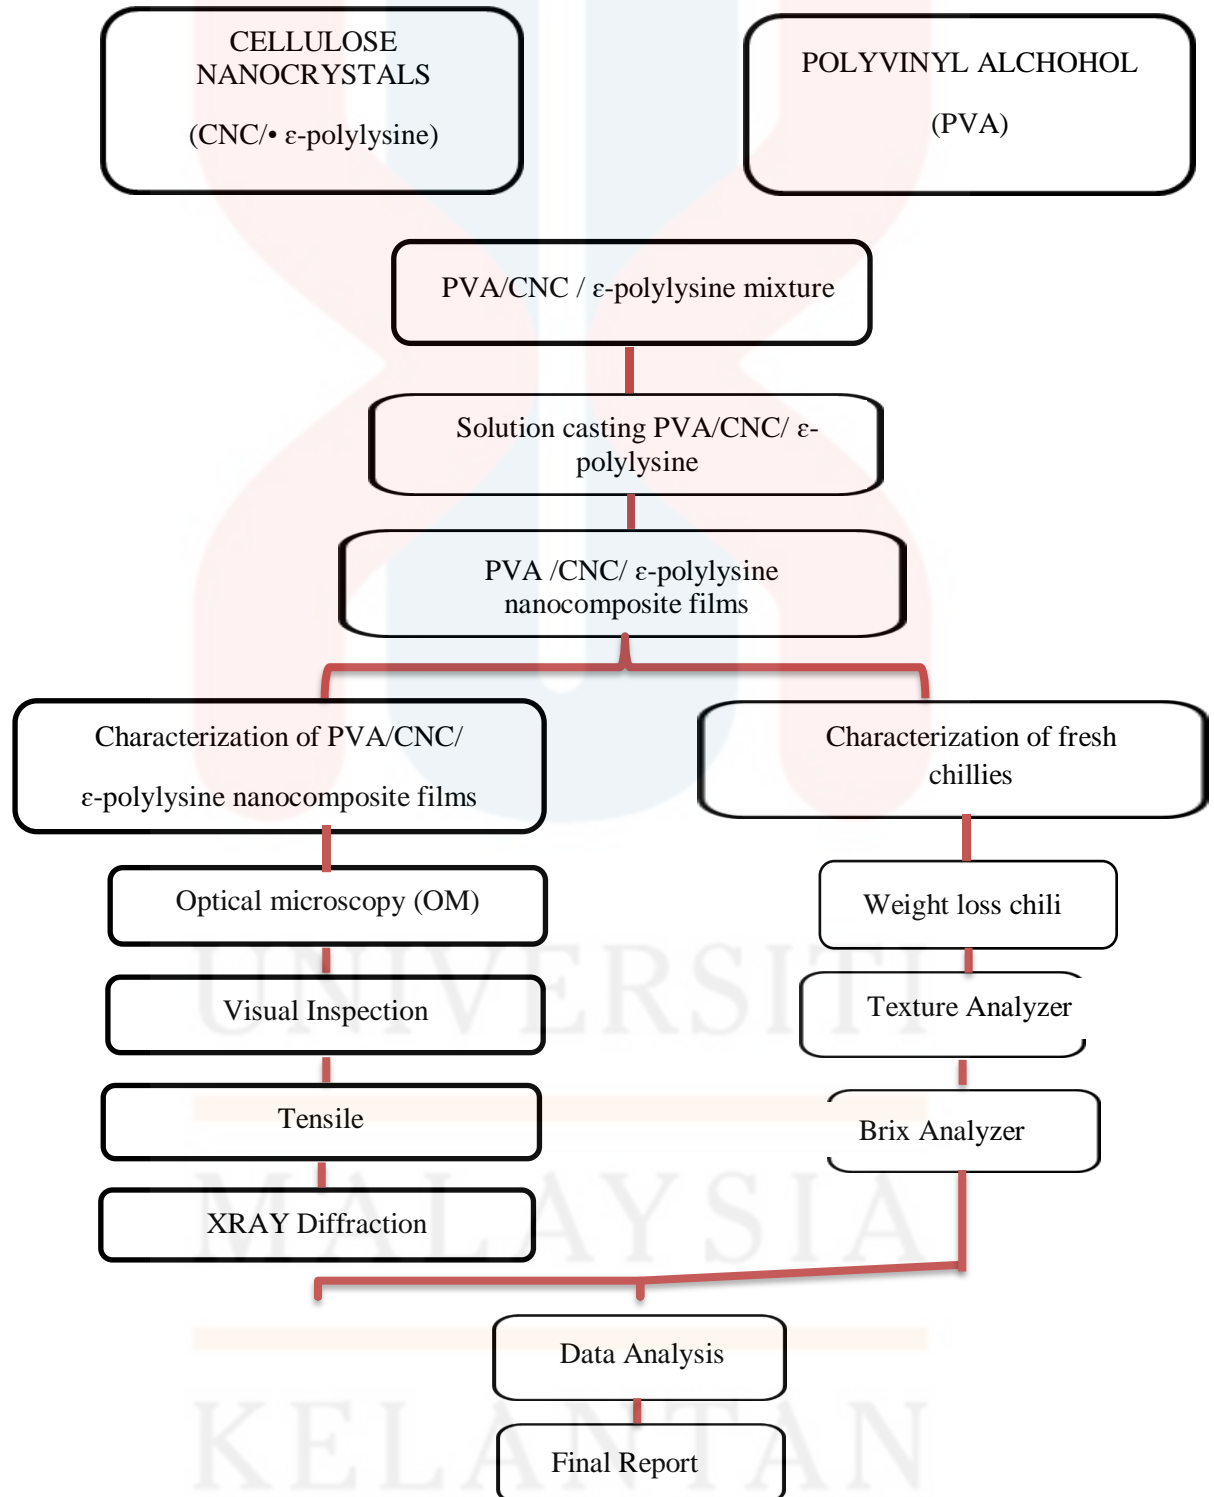 CELLULOSE
NANOCRYSTALS
(CNC/• ε-polylysine)
POLYVINYL ALCHOHOL
(PVA)
PVA/CNC / ε-polylysine mixture
Solution casting PVA/CNC/ ε-
polylysine
PVA /CNC/ ε-polylysine
nanocomposite films
Characterization of PVA/CNC/
ε-polylysine nanocomposite films
Characterization of fresh
chillies
Optical microscopy (OM)
Weight loss chili
Visual Inspection
Texture Analyzer
Tensile
Brix Analyzer
XRAY Diffraction
Data Analysis
Final Report
UNIVERSITI
MALAYSIA
KELANTAN